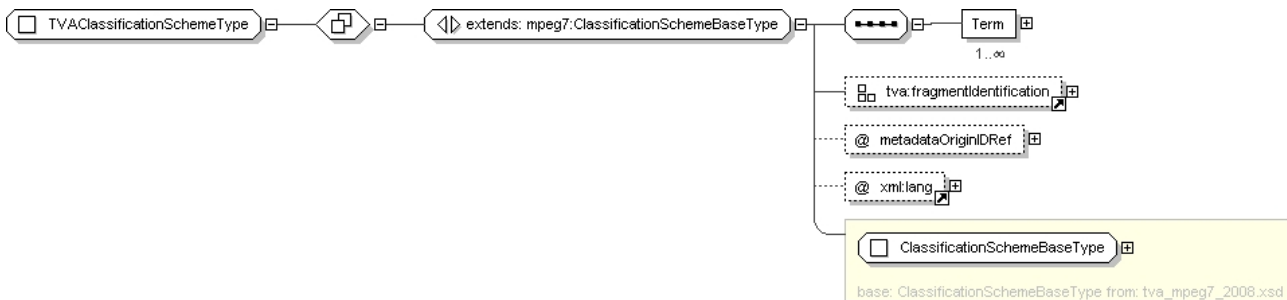 TVAClassificationSchemeType
extends: mpeg7:ClassificationSchemeBaseType
Term
1..∞
tva:fragmentIdentification
@ metadataOriginIDRef
@ xml:lang
ClassificationSchemeBaseType
base: ClassificationSchemeBaseType from: tva_mpeg7_2008.xsd